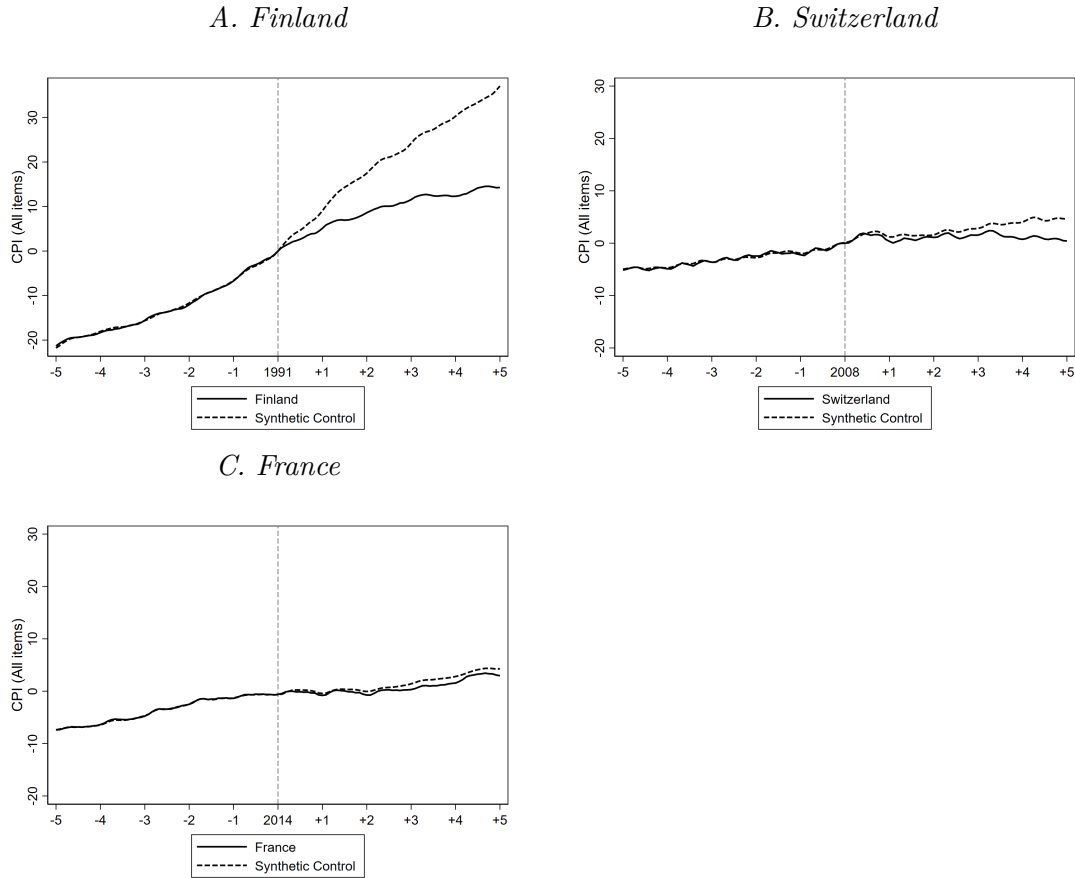 A. Finland
CPI (All items)
30
20
10
0
-10
-20
-5 -4 -3 -2 -1 1991 +1 +2 +3 +4 +5
Finland
Synthetic Control
B. Switzerland
CPI (All items)
30
20
10
0
-10
-20
-5 -4 -3 -2 -1 2008 +1 +2 +3 +4 +5
Switzerland
Synthetic Control
C. France
CPI (All items)
30
20
10
0
-10
-20
-5 -4 -3 -2 -1 2014 +1 +2 +3 +4 +5
France
Synthetic Control